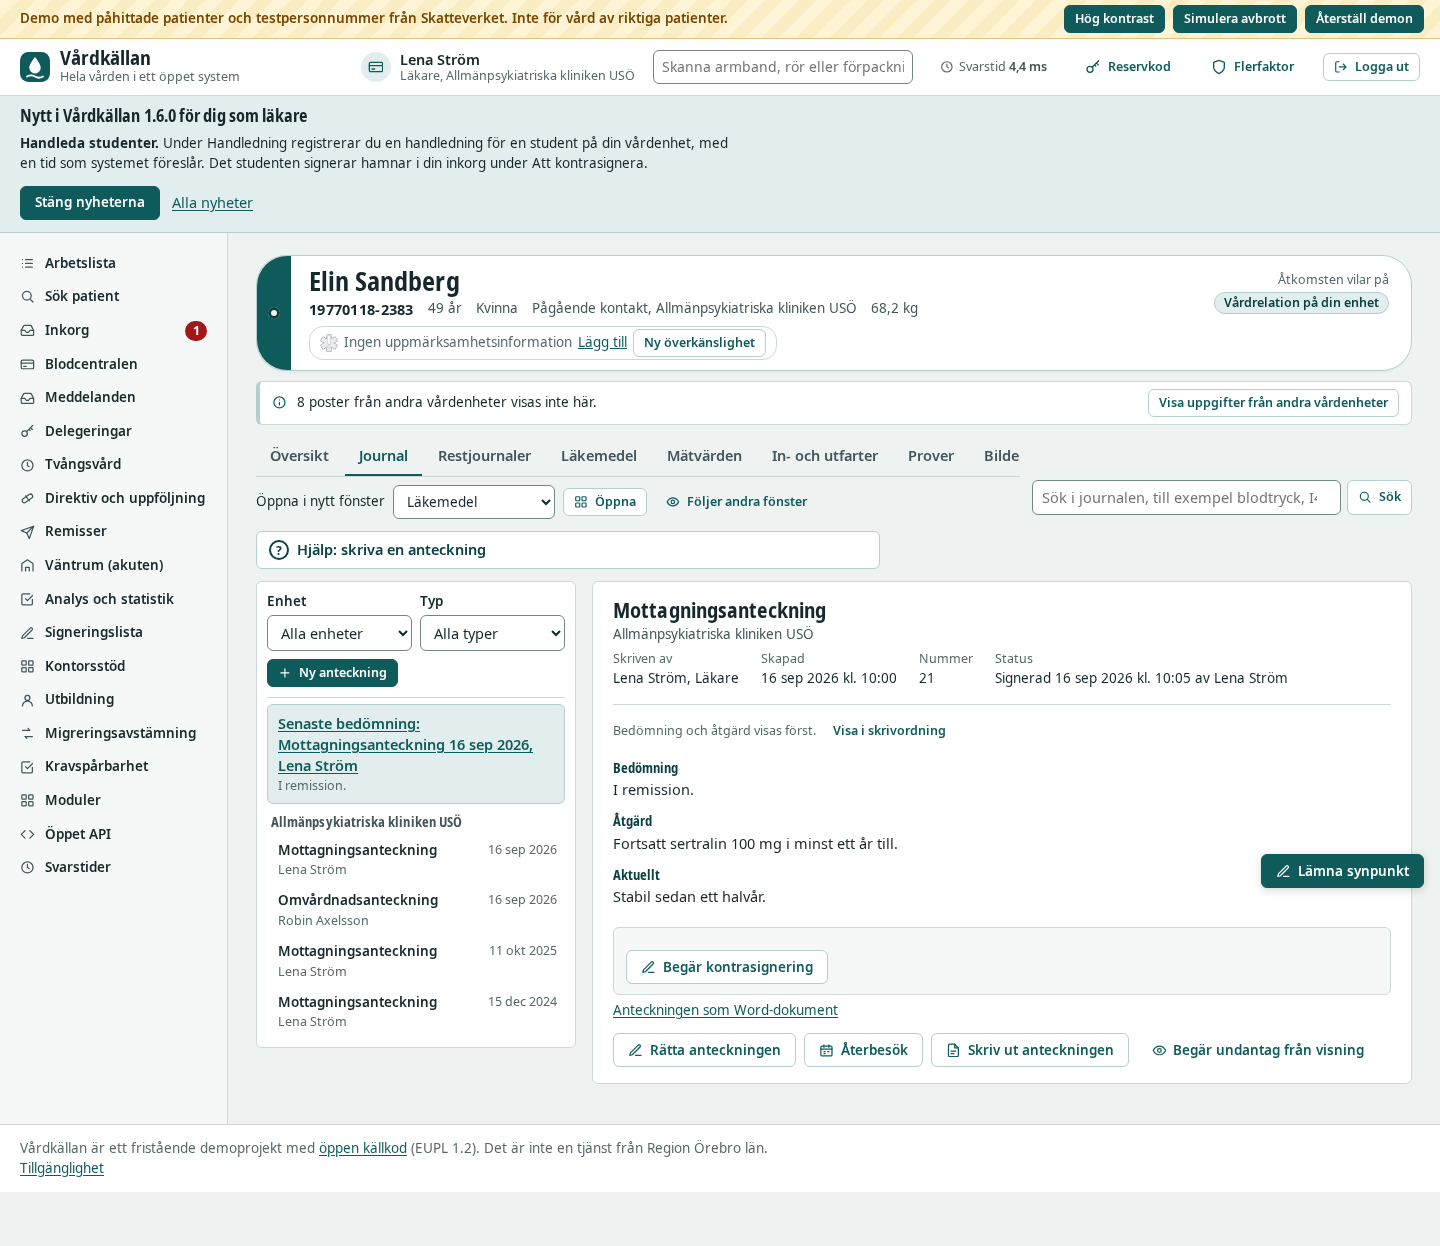 Demo med påhittade patienter och testpersonnummer från Skatteverket. Inte för vård av riktiga patienter.
Hög kontrast
Simulera avbrott
Återställ demon
Vårdkällan
Hela vården i ett öppet system
Lena Ström
Läkare, Allmänpsykiatriska kliniken USÖ
Skanna armband, rör eller förpackni
Svarstid 4,4 ms
Reservkod
Flerfaktor
Logga ut
Nytt i Vårdkällan 1.6.0 för dig som läkare
Handleda studenter. Under Handledning registrerar du en handledning för en student på din vårdenhet, med
en tid som systemet föreslår. Det studenten signerar hamnar i din inkorg under Att kontrasignera.
Stäng nyheterna
Alla nyheter
Arbetslista
Sök patient
Inkorg 1
Blodcentralen
Meddelanden
Delegeringar
Tvångsvård
Direktiv och uppföljning
Remisser
Väntrum (akuten)
Analys och statistik
Signeringslista
Kontorsstöd
Utbildning
Migreringsavstämning
Kravspårbarhet
Moduler
Öppet API
Svarstider
Elin Sandberg
19770118-2383 49 år Kvinna Pågående kontakt, Allmänpsykiatriska kliniken USÖ 68,2 kg
Ingen uppmärksamhetsinformation Lägg till Ny överkänslighet
Åtkomsten vilar på
Vårdrelation på din enhet
8 poster från andra vårdenheter visas inte här.
Visa uppgifter från andra vårdenheter
Översikt Journal Restjournaler Läkemedel Mätvärden In- och utfarter Prover Bilde
Öppna i nytt fönster Läkemedel Öppna Följer andra fönster
Sök i journalen, till exempel blodtryck, I4 Sök
? Hjälp: skriva en anteckning
Enhet Typ
Alla enheter Alla typer
Ny anteckning
Senaste bedömning:
Mottagningsanteckning 16 sep 2026,
Lena Ström
I remission.
Allmänpsykiatriska kliniken USÖ
Mottagningsanteckning 16 sep 2026
Lena Ström
Omvårdnadsanteckning 16 sep 2026
Robin Axelsson
Mottagningsanteckning 11 okt 2025
Lena Ström
Mottagningsanteckning 15 dec 2024
Lena Ström
Mottagningsanteckning
Allmänpsykiatriska kliniken USÖ
Skriven av Skapad Nummer Status
Lena Ström, Läkare 16 sep 2026 kl. 10:00 21 Signerad 16 sep 2026 kl. 10:05 av Lena Ström
Bedömning och åtgärd visas först. Visa i skrivordning
Bedömning
I remission.
Åtgärd
Fortsatt sertralin 100 mg i minst ett år till.
Aktuellt
Stabil sedan ett halvår.
Lämna synpunkt
Begär kontrasignering
Anteckningen som Word-dokument
Rätta anteckningen Återbesök Skriv ut anteckningen Begär undantag från visning
Vårdkällan är ett fristående demoprojekt med öppen källkod (EUPL 1.2). Det är inte en tjänst från Region Örebro län.
Tillgänglighet